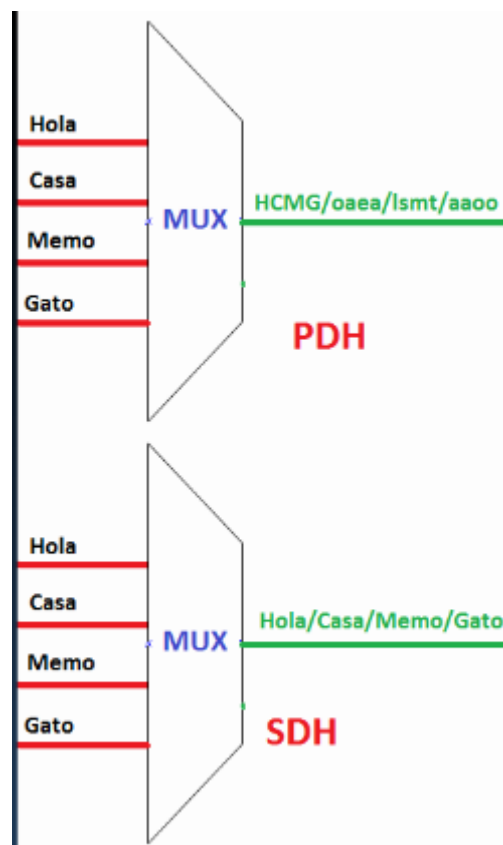 Hola
Casa
MUX
HCMG/oaea/lsmt/aaoo
Memo
Gato
PDH
Hola
Casa
MUX
Hola/Casa/Memo/Gato
Memo
Gato
SDH